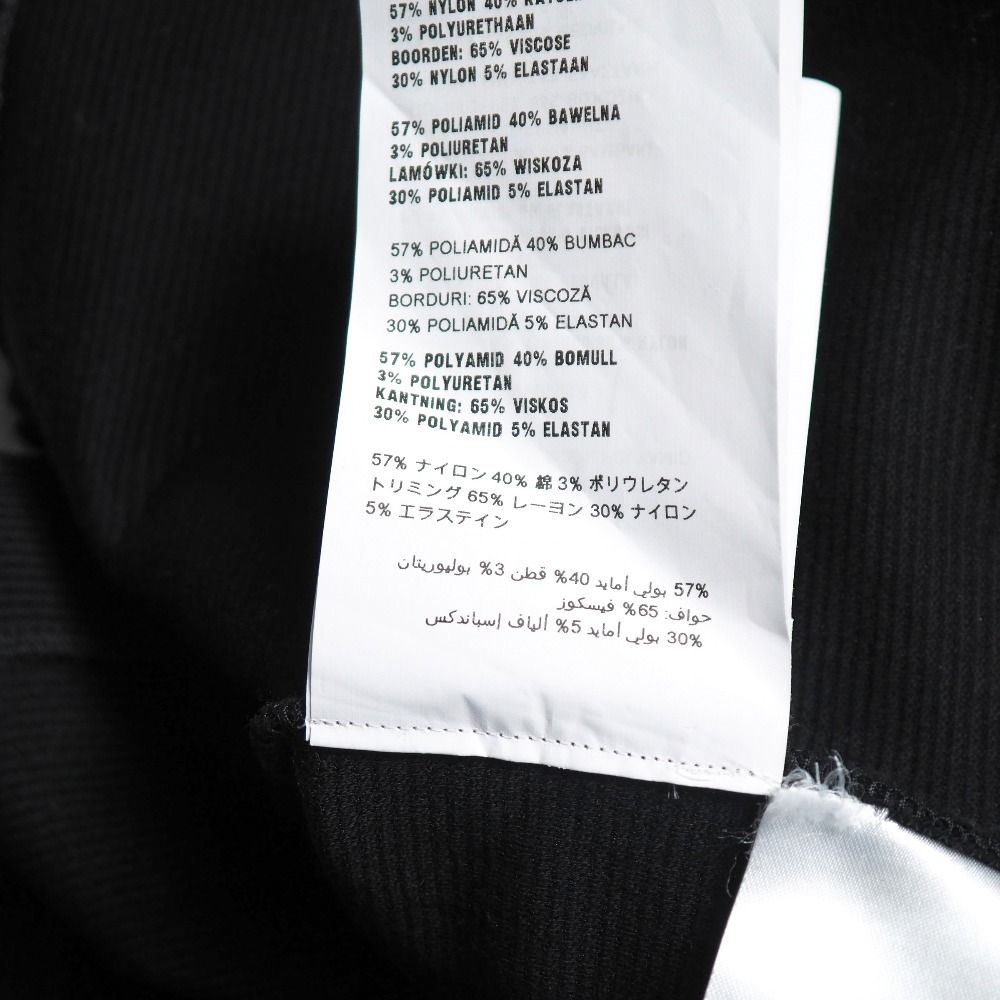 57% NYLON 40%
3% POLYURETHAAN
BOORDEN: 65% VISCOSE
30% NYLON 5% ELASTAAN
57% POLIAMID 40% BAWELNA
3% POLIURETAN
LAMÓWKI: 65% WISKOZA
30% POLIAMID 5% ELASTAN
57% POLIAMIDĂ 40% BUMBAC
3% POLIURETAN
BORDURI: 65% VISCOZĂ
30% POLIAMIDĂ 5% ELASTAN
57% POLYAMID 40% BOMULL
3% POLYURETAN
KANTNING: 65% VISKOS
30% POLYAMID 5% ELASTAN
57% ナイロン 40% 綿 3% ポリウレタン
トリミング 65% レーヨン 30% ナイロン
5% エラステイン
57% بولي أمايد 40% قطن 3% بوليوريتان
حواف: 65% فيسكوز
30% بولي أمايد 5% ألياف إسباندكس